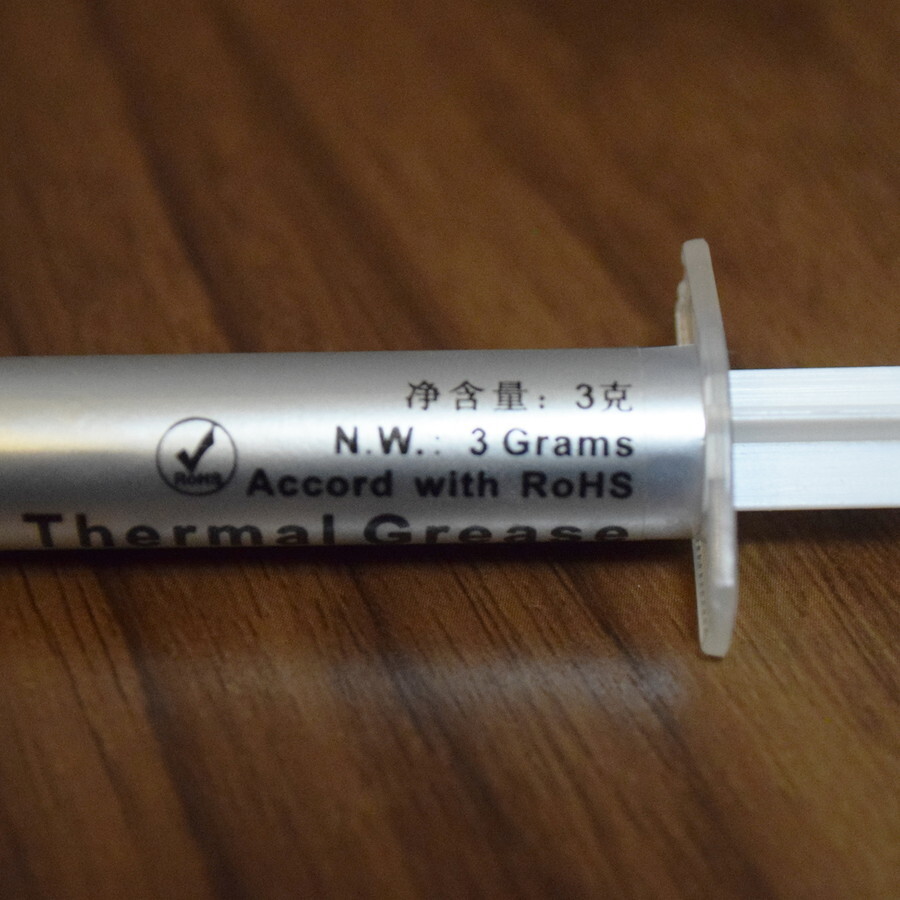 净含量：3克
N.W.: 3 Grams
RoHS
Accord with RoHS
Thermal Grease